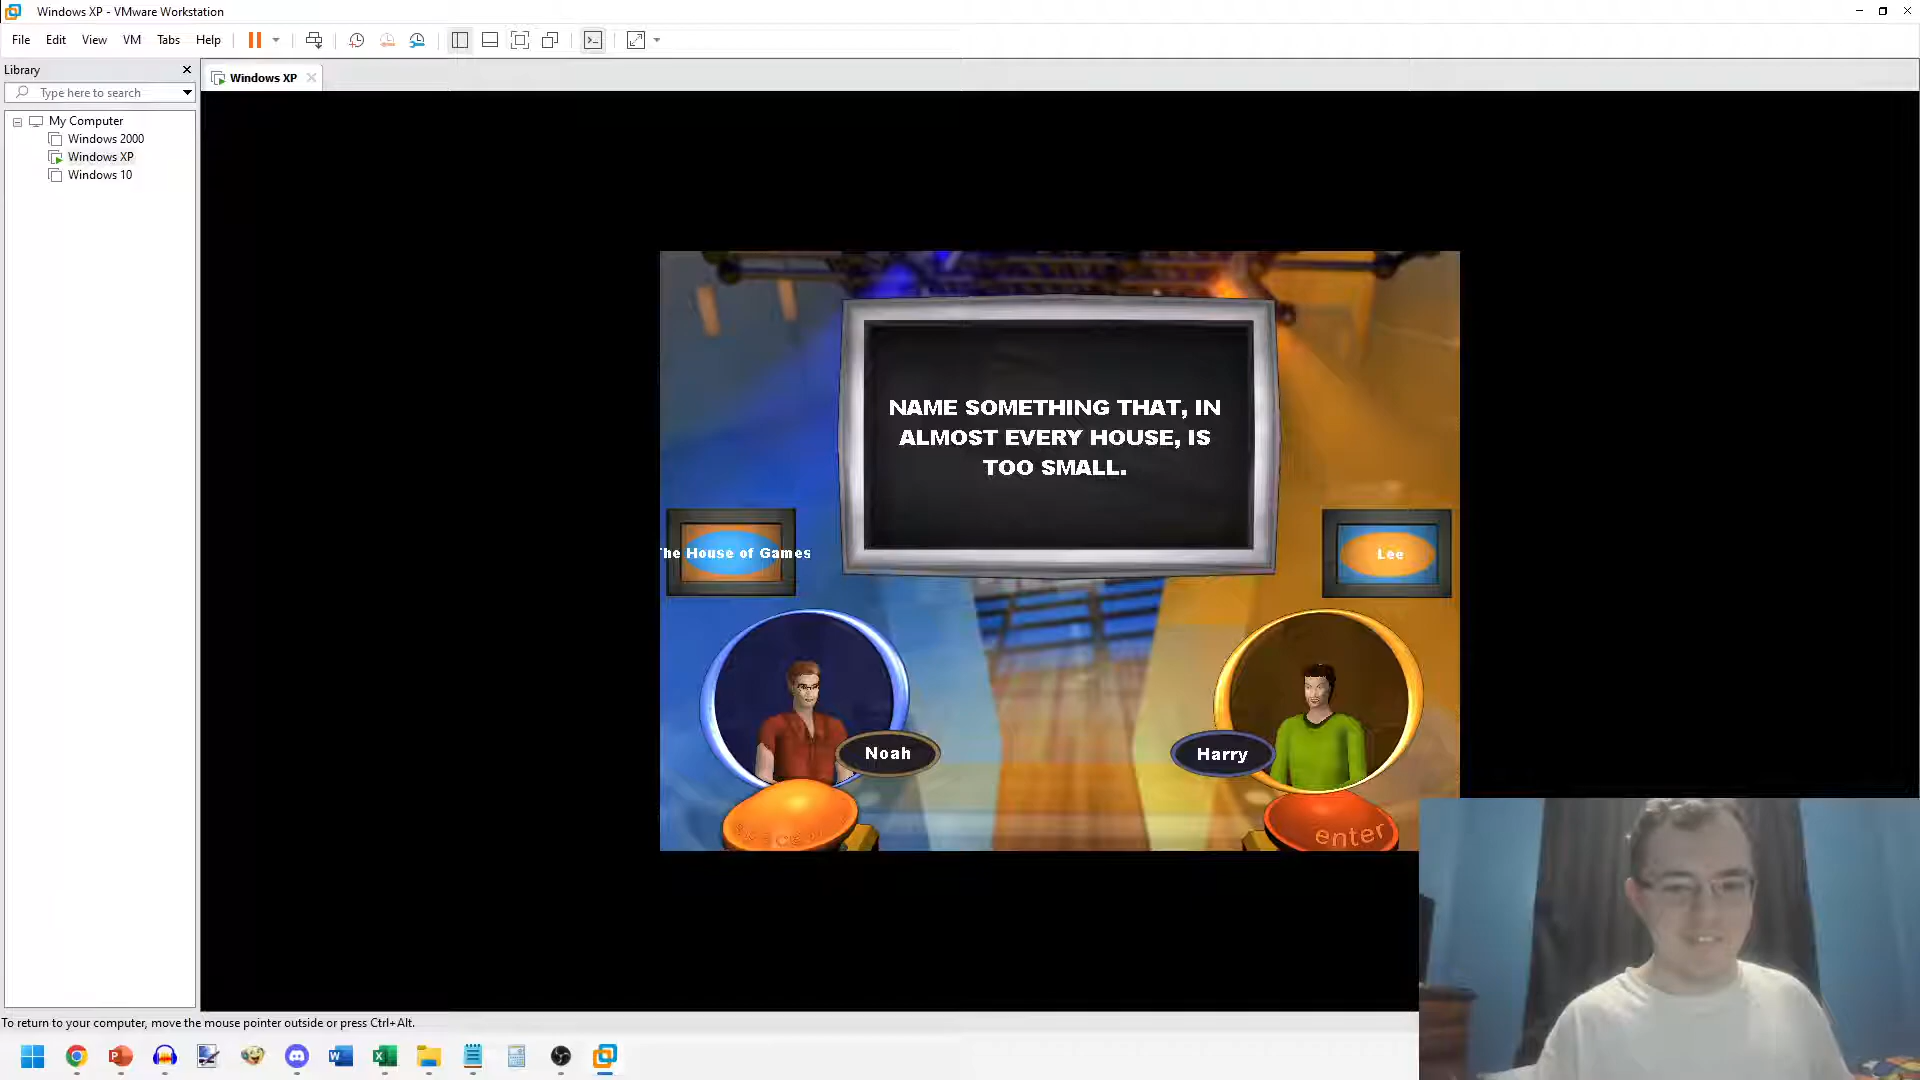 Windows XP - VMware Workstation
File Edit View VM Tabs Help
Library
Type here to search
Windows XP
My Computer
Windows 2000
Windows XP
Windows 10
NAME SOMETHING THAT, IN
ALMOST EVERY HOUSE, IS
TOO SMALL.
The House of Games
Lee
Noah
Harry
space
enter
To return to your computer, move the mouse pointer outside or press Ctrl+Alt.